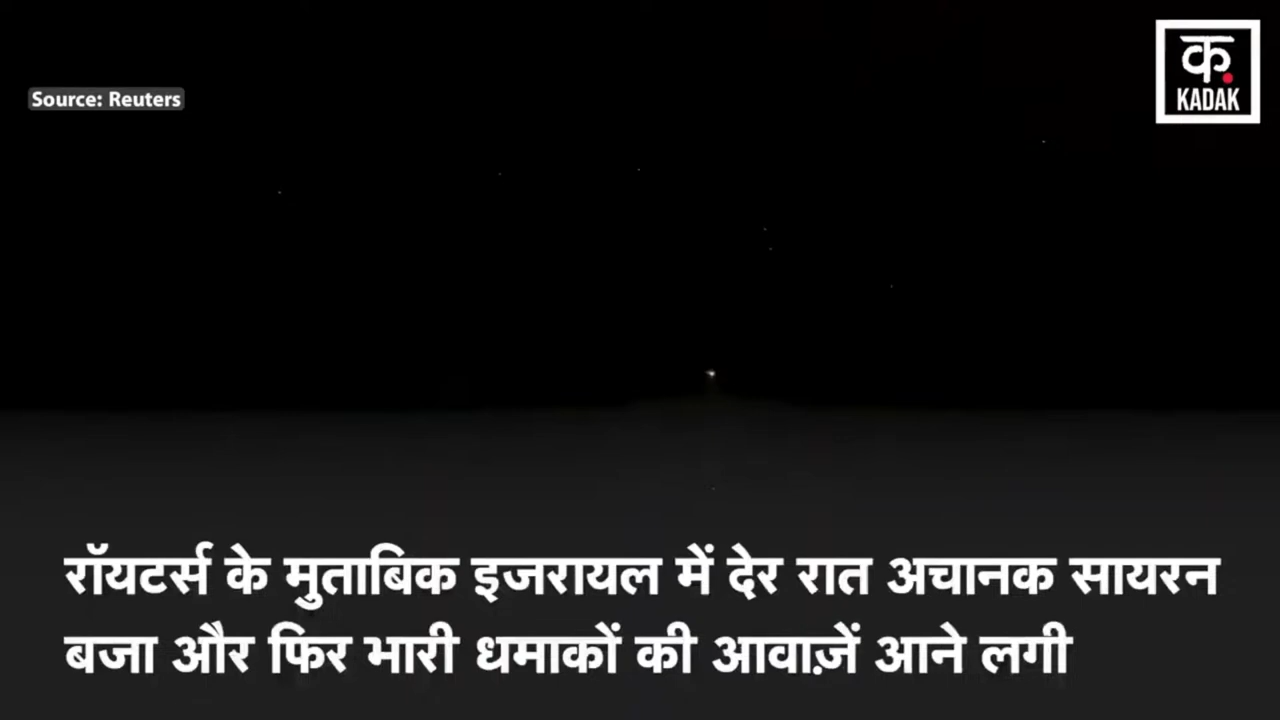 Source: Reuters
क.
KADAK
रॉयटर्स के मुताबिक इजरायल में देर रात अचानक सायरन
बजा और फिर भारी धमाकों की आवाज़ें आने लगी